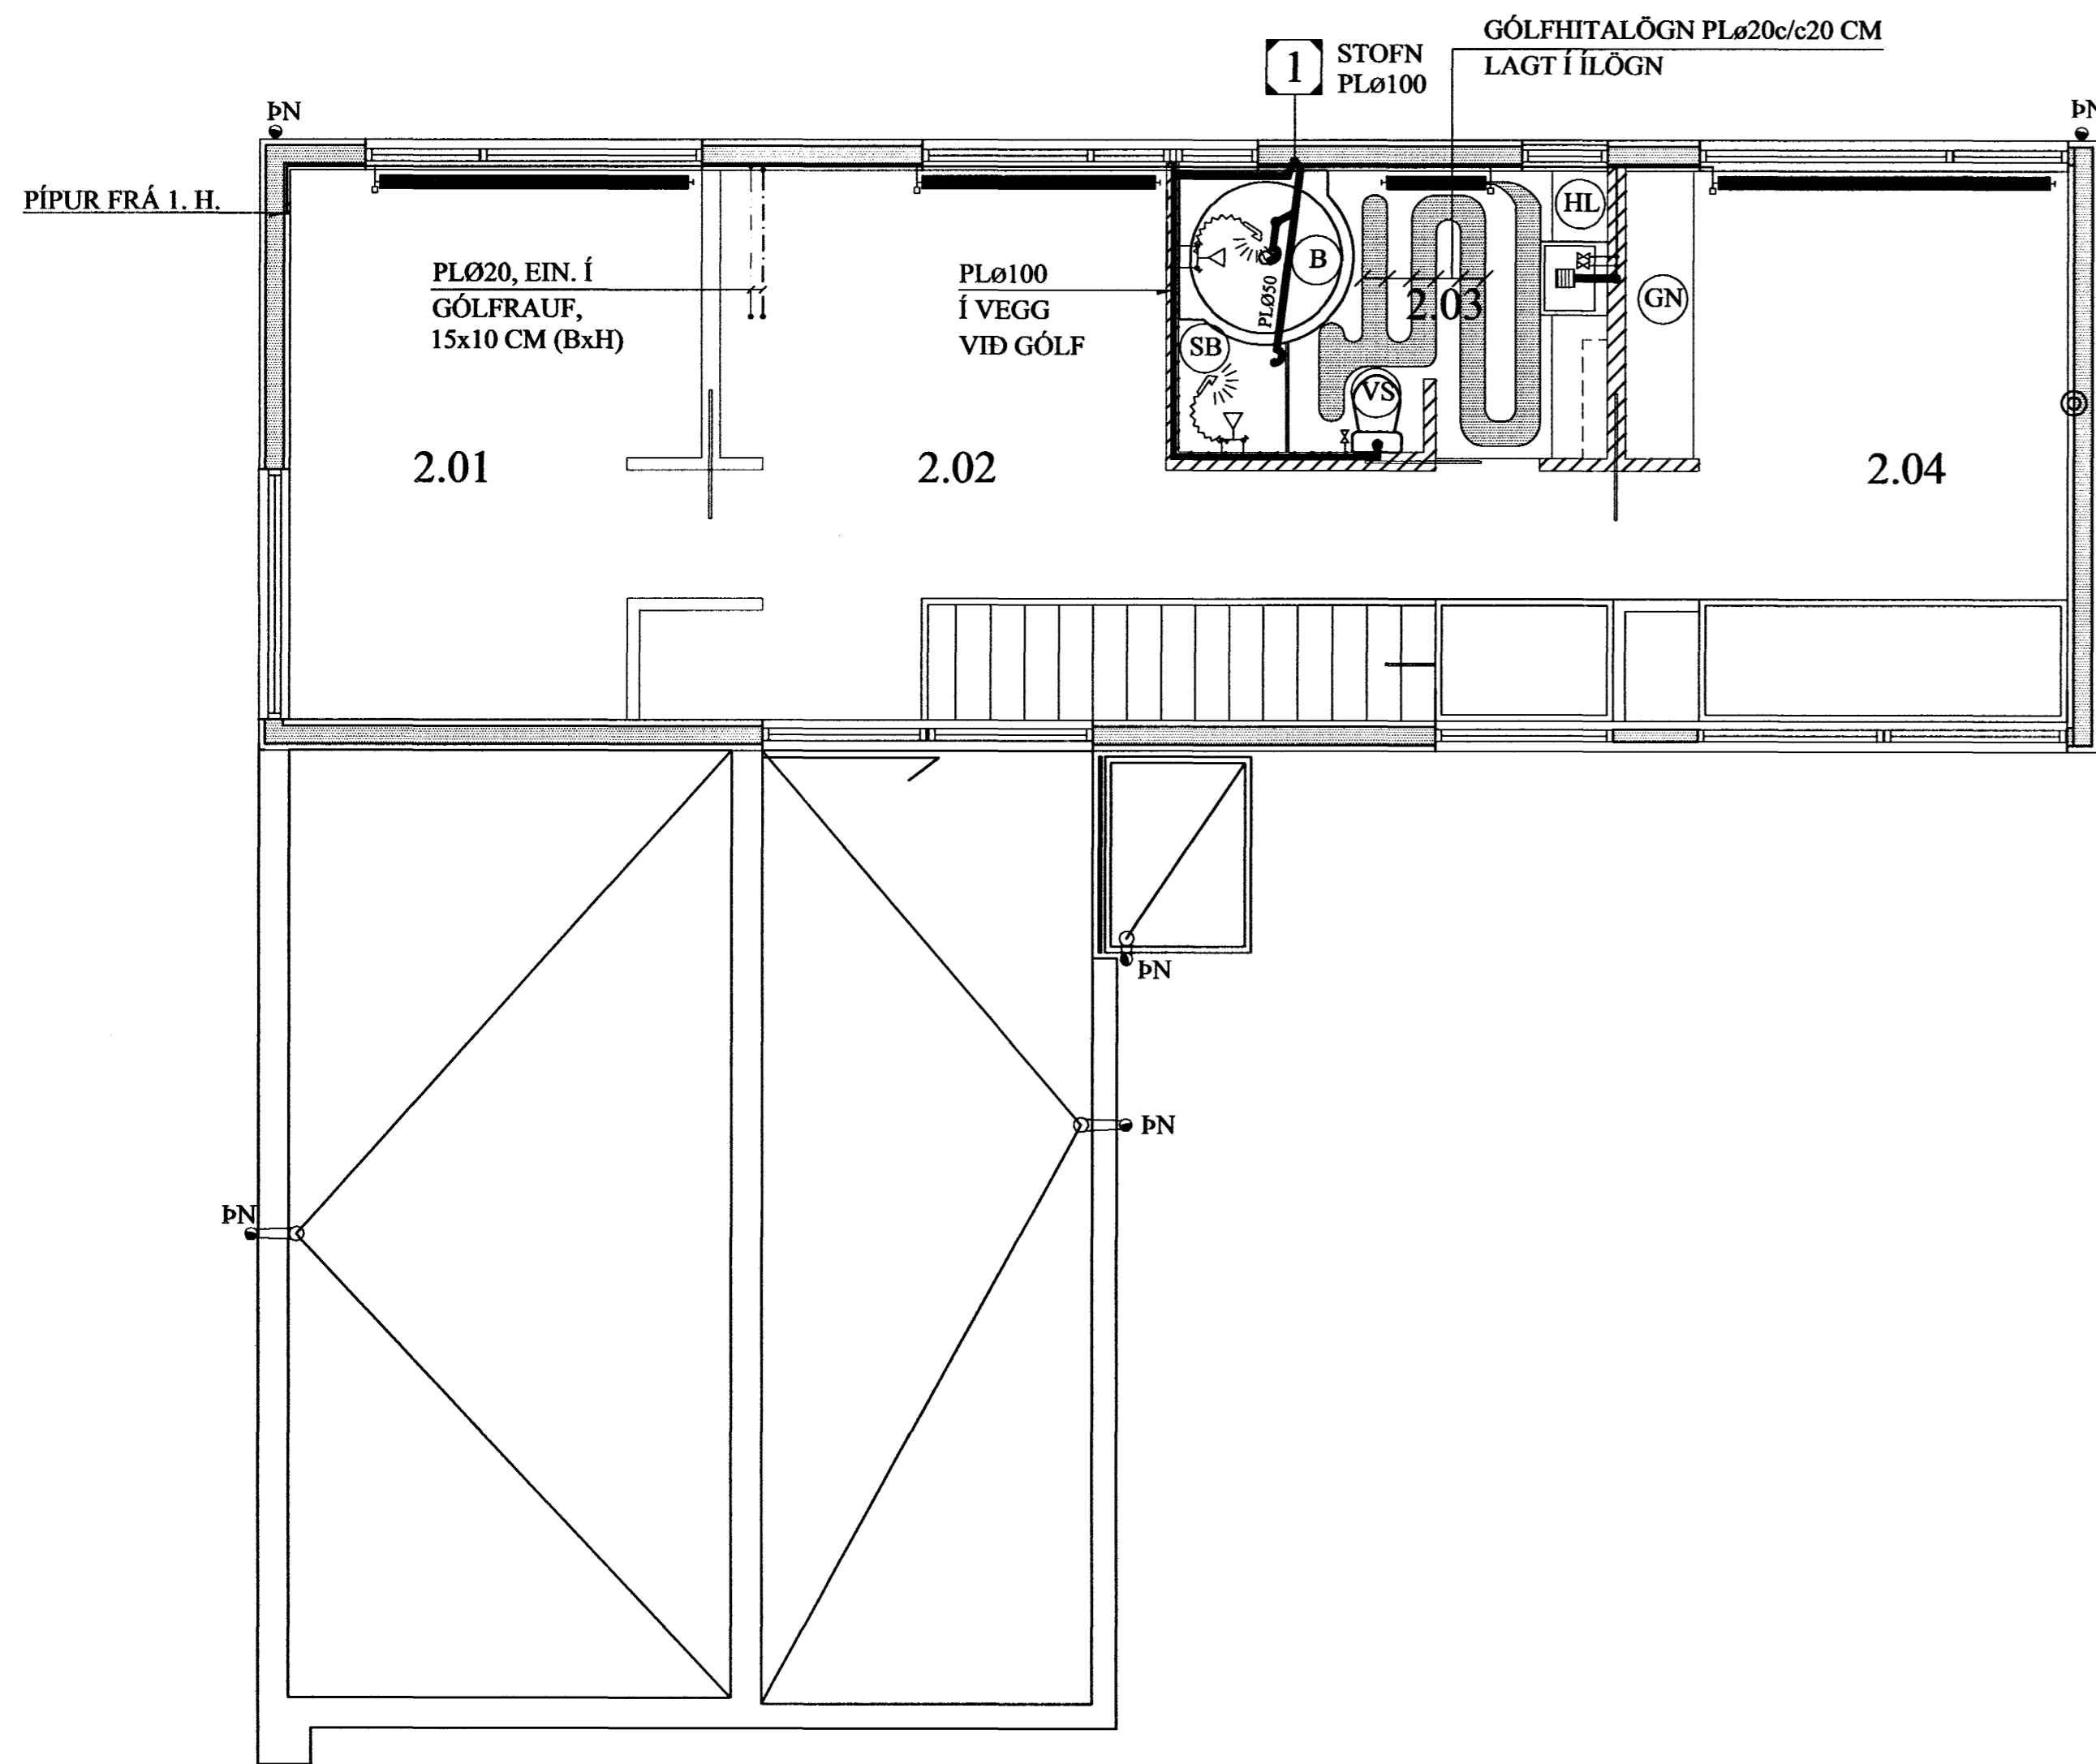 GÓLFHITALÖGN PLø20c/c20 CM
LAGT Í ÍLÖGN
1
STOFN
PLø100
ÞN
ÞN
PÍPUR FRÁ 1. H.
PLØ20, EIN. Í
GÓLFRAUF,
15x10 CM (BxH)
PLø100
Í VEGG
VIÐ GÓLF
PLØ50
B
SB
VS
HL
GN
2.03
2.01
2.02
2.04
ÞN
ÞN
ÞN